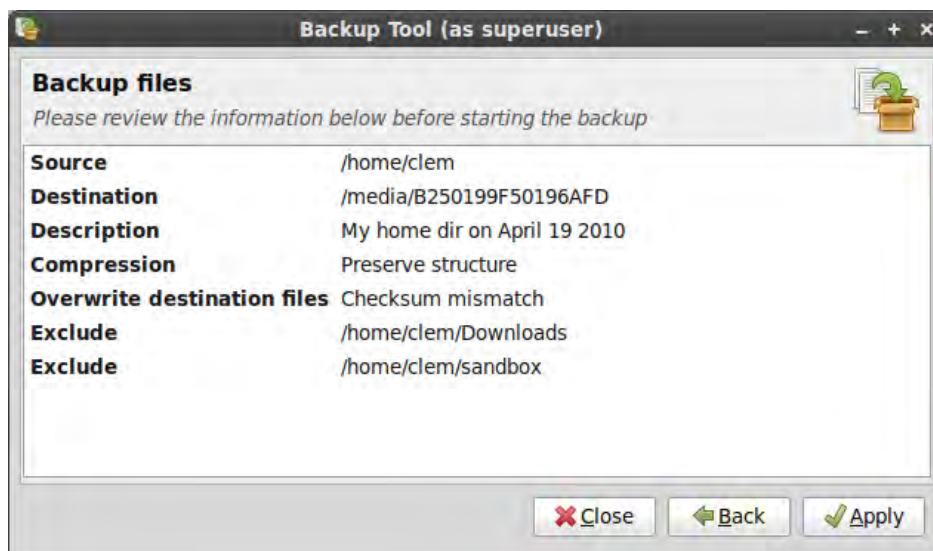 Backup Tool (as superuser)
Backup files
Please review the information below before starting the backup
Source /home/clem
Destination /media/B250199F50196AFD
Description My home dir on April 19 2010
Compression Preserve structure
Overwrite destination files Checksum mismatch
Exclude /home/clem/Downloads
Exclude /home/clem/sandbox
Close Back Apply